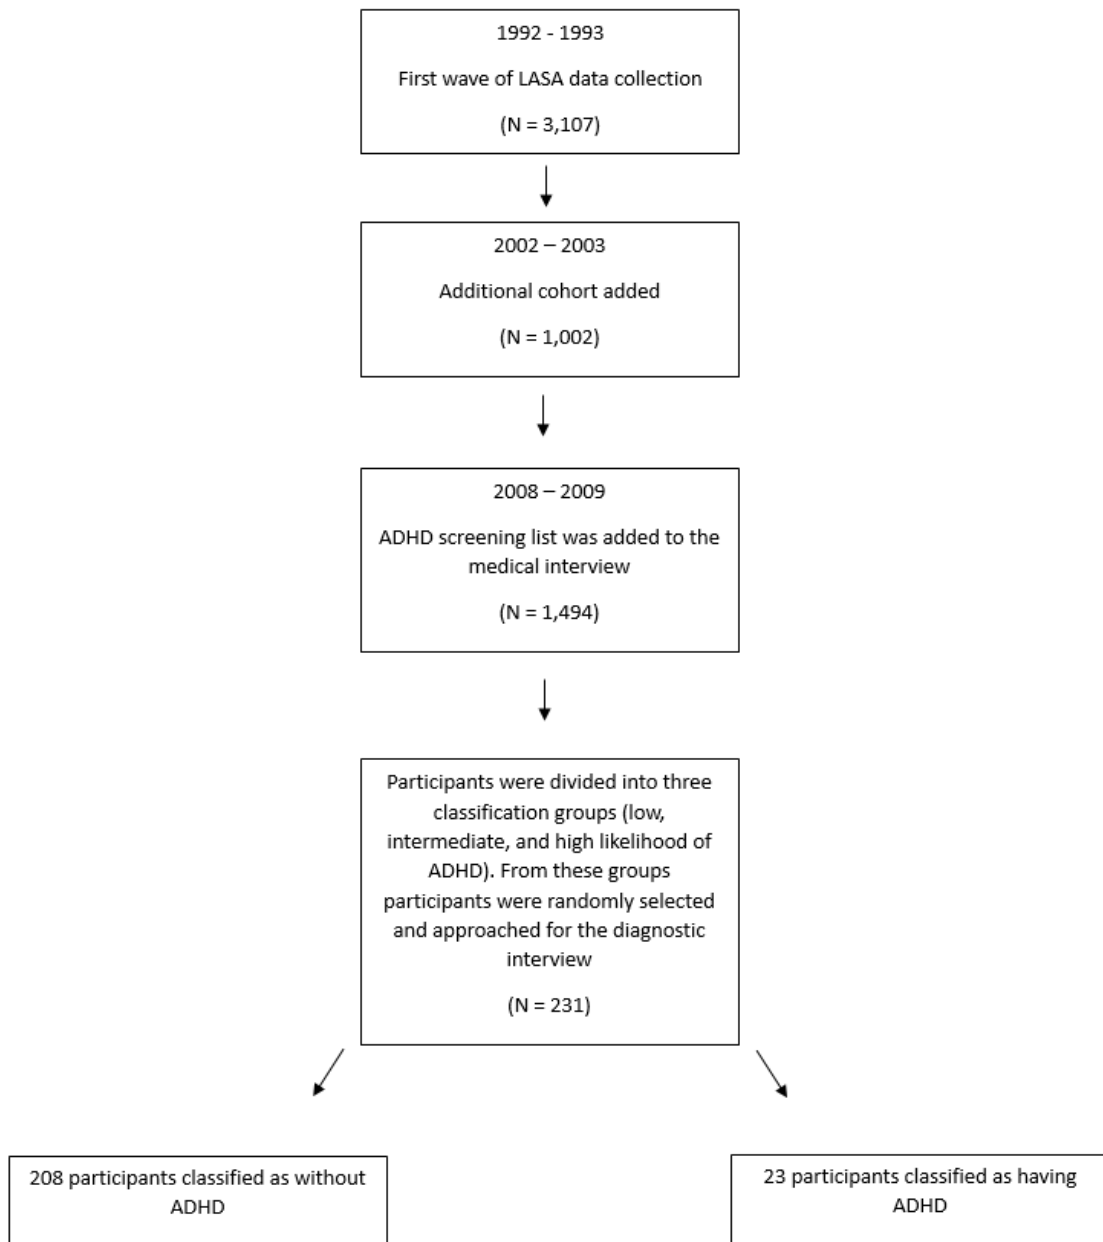 1992 - 1993
First wave of LASA data collection
(N = 3,107)
2002 – 2003
Additional cohort added
(N = 1,002)
2008 – 2009
ADHD screening list was added to the
medical interview
(N = 1,494)
Participants were divided into three
classification groups (low,
intermediate, and high likelihood of
ADHD). From these groups
participants were randomly selected
and approached for the diagnostic
interview
(N = 231)
208 participants classified as without
ADHD
23 participants classified as having
ADHD